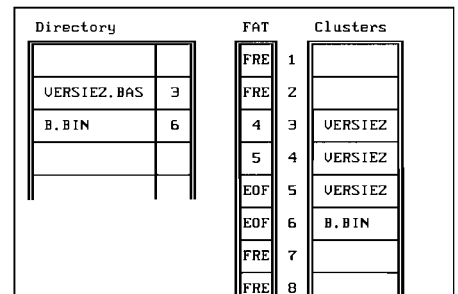 Directory FAT Clusters
FRE 1
VERSIEZ.BAS 3 FRE 2
B.BIN 6 4 3 VERSIEZ
5 4 VERSIEZ
EOF 5 VERSIEZ
EOF 6 B.BIN
FRE 7
FRE 8